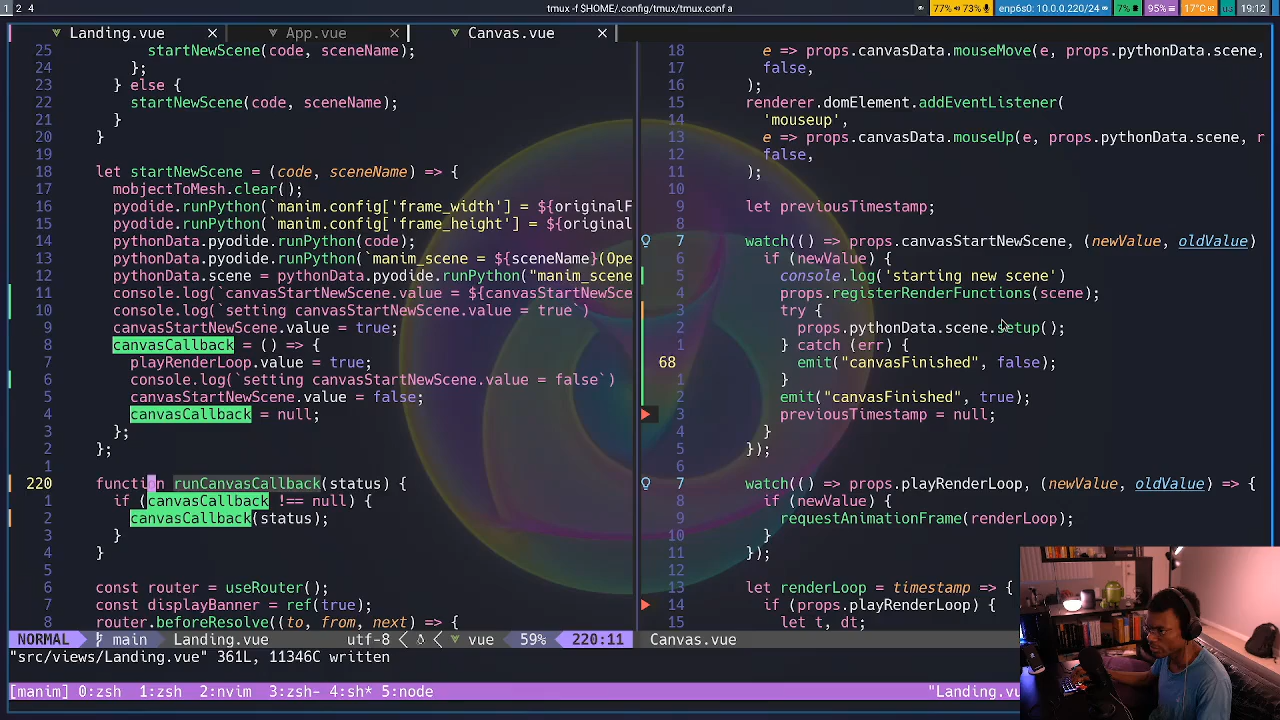 1 2 4
tmux -f $HOME/.config/tmux/tmux.conf a
77% 73% enp6s0: 10.0.0.220/24 7% 95% 17°C us 19:12
Landing.vue × App.vue × Canvas.vue ×
25 startNewScene(code, sceneName);
24 };
23 } else {
22 startNewScene(code, sceneName);
21 }
20 }
19
18 let startNewScene = (code, sceneName) => {
17 mobjectToMesh.clear();
16 pyodide.runPython(`manim.config['frame_width'] = ${originalF
15 pyodide.runPython(`manim.config['frame_height'] = ${original
14 pythonData.pyodide.runPython(code);
13 pythonData.pyodide.runPython(`manim_scene = ${sceneName}(Ope
12 pythonData.scene = pythonData.pyodide.runPython("manim_scene
11 console.log(`canvasStartNewScene.value = ${canvasStartNewSce
10 console.log(`setting canvasStartNewScene.value = true`)
9 canvasStartNewScene.value = true;
8 canvasCallback = () => {
7 playRenderLoop.value = true;
6 console.log(`setting canvasStartNewScene.value = false`)
5 canvasStartNewScene.value = false;
4 canvasCallback = null;
3 };
2 };
1
220 function runCanvasCallback(status) {
1 if (canvasCallback !== null) {
2 canvasCallback(status);
3 }
4 }
5
6 const router = useRouter();
7 const displayBanner = ref(true);
8 router.beforeResolve((to, from, next) => {
18 e => props.canvasData.mouseMove(e, props.pythonData.scene,
17 false,
16 );
15 renderer.domElement.addEventListener(
14 'mouseup',
13 e => props.canvasData.mouseUp(e, props.pythonData.scene, r
12 false,
11 );
10
9 let previousTimestamp;
8
7 watch(() => props.canvasStartNewScene, (newValue, oldValue)
6 if (newValue) {
5 console.log('starting new scene')
4 props.registerRenderFunctions(scene);
3 try {
2 props.pythonData.scene.setup();
1 } catch (err) {
68 emit("canvasFinished", false);
1 }
2 emit("canvasFinished", true);
3 previousTimestamp = null;
4 }
5 });
6
7 watch(() => props.playRenderLoop, (newValue, oldValue) => {
8 if (newValue) {
9 requestAnimationFrame(renderLoop);
10 }
11 });
12
13 let renderLoop = timestamp => {
14 if (props.playRenderLoop) {
15 let t, dt;
NORMAL main Landing.vue utf-8 < < vue 59% 220:11 Canvas.vue
"src/views/Landing.vue" 361L, 11346C written
[manim] 0:zsh 1:zsh 2:nvim 3:zsh- 4:sh* 5:node "Landing.vu